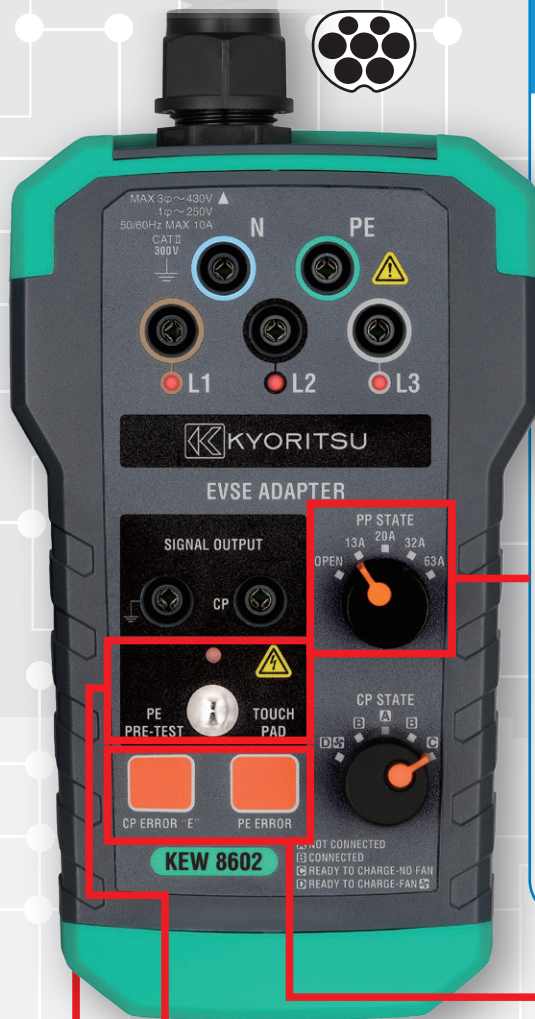 MAX 3φ～430V ▲
1φ～250V
50/60Hz MAX 10A
CAT II
300V
N
PE
L1
L2
L3
KYORITSU
EVSE ADAPTER
SIGNAL OUTPUT
CP
PP STATE
OPEN 13A 20A 32A 63A
PE
PRE-TEST
TOUCH
PAD
CP STATE
D B A B C
CP ERROR "E"
PE ERROR
KEW 8602
A NOT CONNECTED
B CONNECTED
C READY TO CHARGE-NO FAN
D READY TO CHARGE-FAN